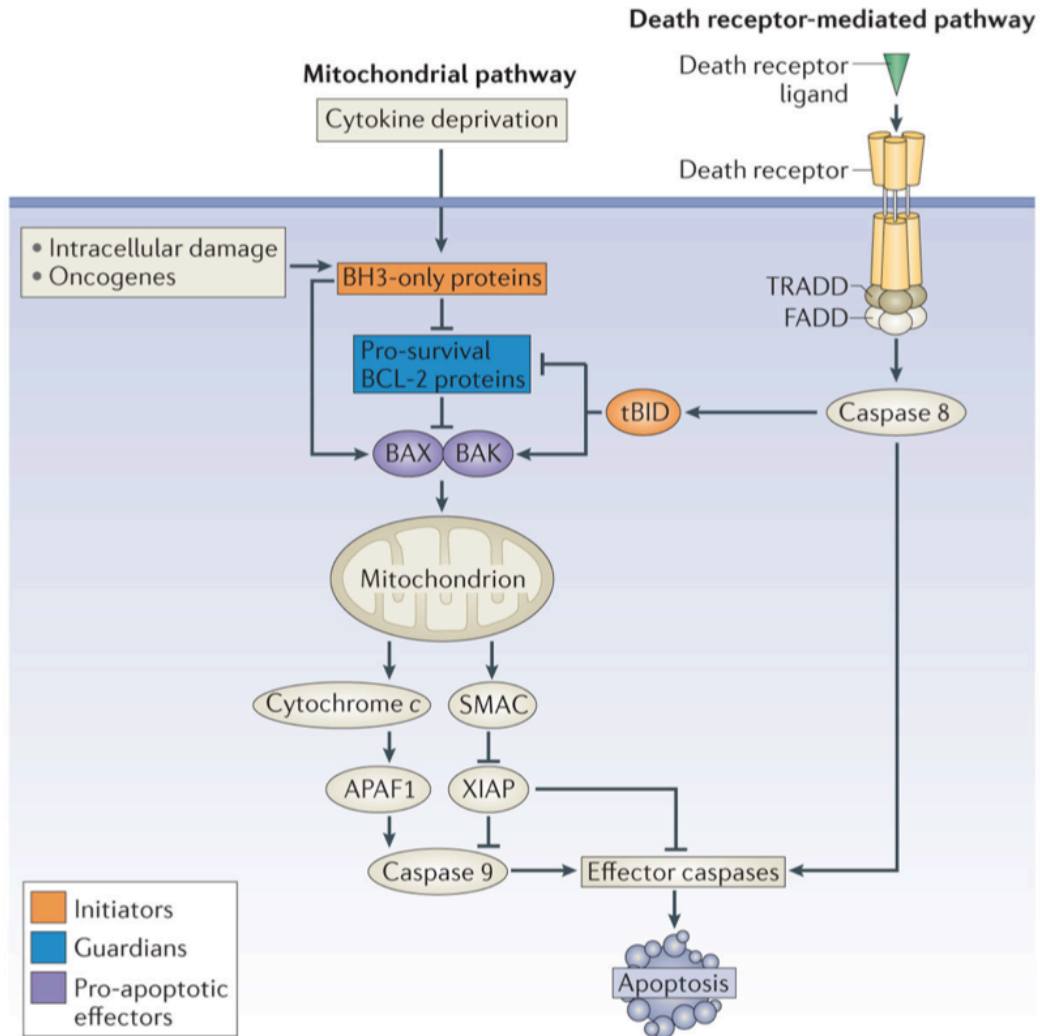 Death receptor-mediated pathway
Death receptor
ligand
Mitochondrial pathway
Cytokine deprivation
Death receptor
• Intracellular damage
• Oncogenes
BH3-only proteins
TRADD
FADD
Pro-survival
BCL-2 proteins
tBID
Caspase 8
BAX
BAK
Mitochondrion
Cytochrome c
SMAC
APAF1
XIAP
Caspase 9
Effector caspases
Apoptosis
Initiators
Guardians
Pro-apoptotic
effectors